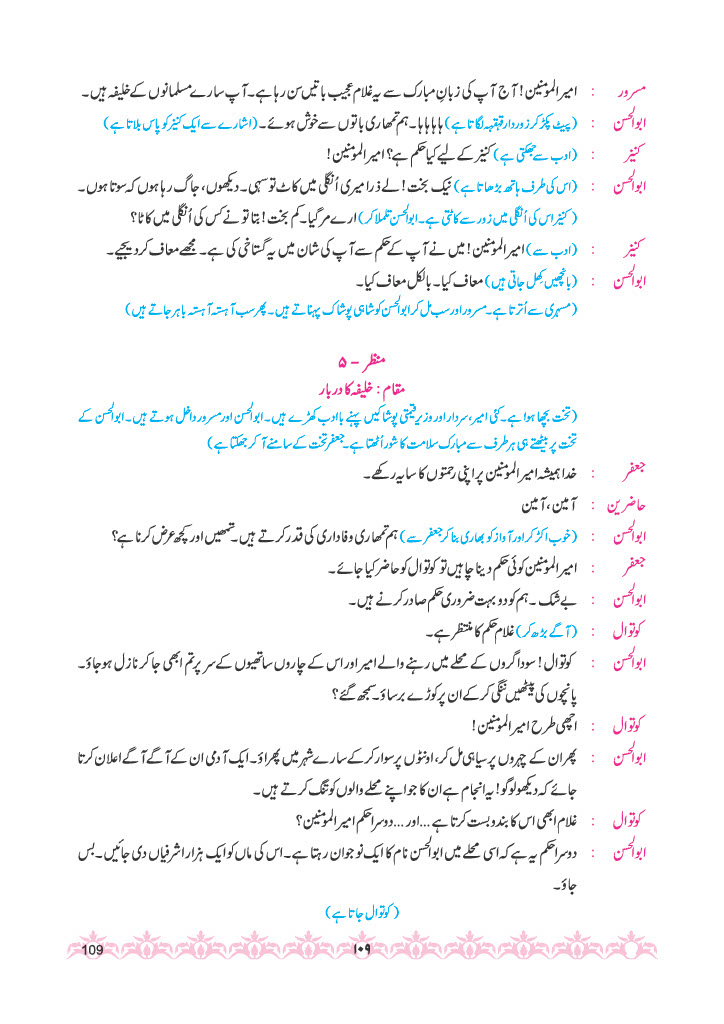 مسرور : امیر المومنین! آج آپ کی زبانِ مبارک سے یہ غلام عجیب باتیں سن رہا ہے۔ آپ سارے مسلمانوں کے خلیفہ ہیں۔
ابوالحسن : (پیٹ پکڑ کر زور دار قہقہہ لگاتا ہے) ہاہاہاہا۔ ہم تمھاری باتوں سے خوش ہوئے۔ (اشارے سے ایک کنیز کو پاس بلاتا ہے)
کنیز : (ادب سے جھکتی ہے) کنیز کے لیے کیا حکم ہے؟ امیر المومنین!
ابوالحسن : (اس کی طرف ہاتھ بڑھاتا ہے) نیک بخت! لے ذرا میری اُنگلی میں کاٹ تو سہی۔ دیکھوں، جاگ رہا ہوں کہ سوتا ہوں۔
(کنیز اس کی اُنگلی میں زور سے کاٹتی ہے۔ ابوالحسن تلملا کر) ارے مر گیا۔ کم بخت! بتا تو نے کس کی اُنگلی میں کاٹا؟
کنیز : (ادب سے) امیر المومنین! میں نے آپ کے حکم سے آپ کی شان میں یہ گستاخی کی ہے۔ مجھے معاف کر دیجیے۔
ابوالحسن : (بانچھیں کھل جاتی ہیں) معاف کیا۔ بالکل معاف کیا۔
(مسہری سے اُترتا ہے۔ مسرور اور سب مل کر ابوالحسن کو شاہی پوشاک پہناتے ہیں۔ پھر سب آہستہ آہستہ باہر جاتے ہیں)
منظر - ۵
مقام : خلیفہ کا دربار
(تخت بچھا ہوا ہے۔ کئی امیر، سردار اور وزیر قیمتی پوشاکیں پہنے باادب کھڑے ہیں۔ ابوالحسن اور مسرور داخل ہوتے ہیں۔ ابوالحسن کے
تخت پر بیٹھتے ہی ہر طرف سے مبارک سلامت کا شور اُٹھتا ہے۔ جعفر تخت کے سامنے آ کر جھکتا ہے)
جعفر : خدا ہمیشہ امیر المومنین پر اپنی رحمتوں کا سایہ رکھے۔
حاضرین : آمین، آمین
ابوالحسن : (خوب اکڑ کر اور آواز کو بھاری بنا کر جعفر سے) ہم تمھاری وفاداری کی قدر کرتے ہیں۔ تمھیں اور کچھ عرض کرنا ہے؟
جعفر : امیر المومنین کوئی حکم دینا چاہیں تو کوتوال کو حاضر کیا جائے۔
ابوالحسن : بے شک۔ ہم کو دو بہت ضروری حکم صادر کرنے ہیں۔
کوتوال : (آگے بڑھ کر) غلام حکم کا منتظر ہے۔
ابوالحسن : کوتوال! سوداگروں کے محلے میں رہنے والے امیر اور اس کے چاروں ساتھیوں کے سر پر تم ابھی جا کر نازل ہو جاؤ۔
پانچوں کی پیٹھیں ننگی کر کے ان پر کوڑے برساؤ۔ سمجھ گئے؟
کوتوال : اچھی طرح امیر المومنین!
ابوالحسن : پھر ان کے چہروں پر سیاہی مل کر، اونٹوں پر سوار کر کے سارے شہر میں پھراؤ۔ ایک آدمی ان کے آگے آگے اعلان کرتا
جائے کہ دیکھو لوگو! یہ انجام ہے ان کا جو اپنے محلے والوں کو تنگ کرتے ہیں۔
کوتوال : غلام ابھی اس کا بندوبست کرتا ہے ... اور ... دوسرا حکم امیر المومنین؟
ابوالحسن : دوسرا حکم یہ ہے کہ اسی محلے میں ابوالحسن نام کا ایک نوجوان رہتا ہے۔ اس کی ماں کو ایک ہزار اشرفیاں دی جائیں۔ بس
جاؤ۔
(کوتوال جاتا ہے)
109 ۱۰۹